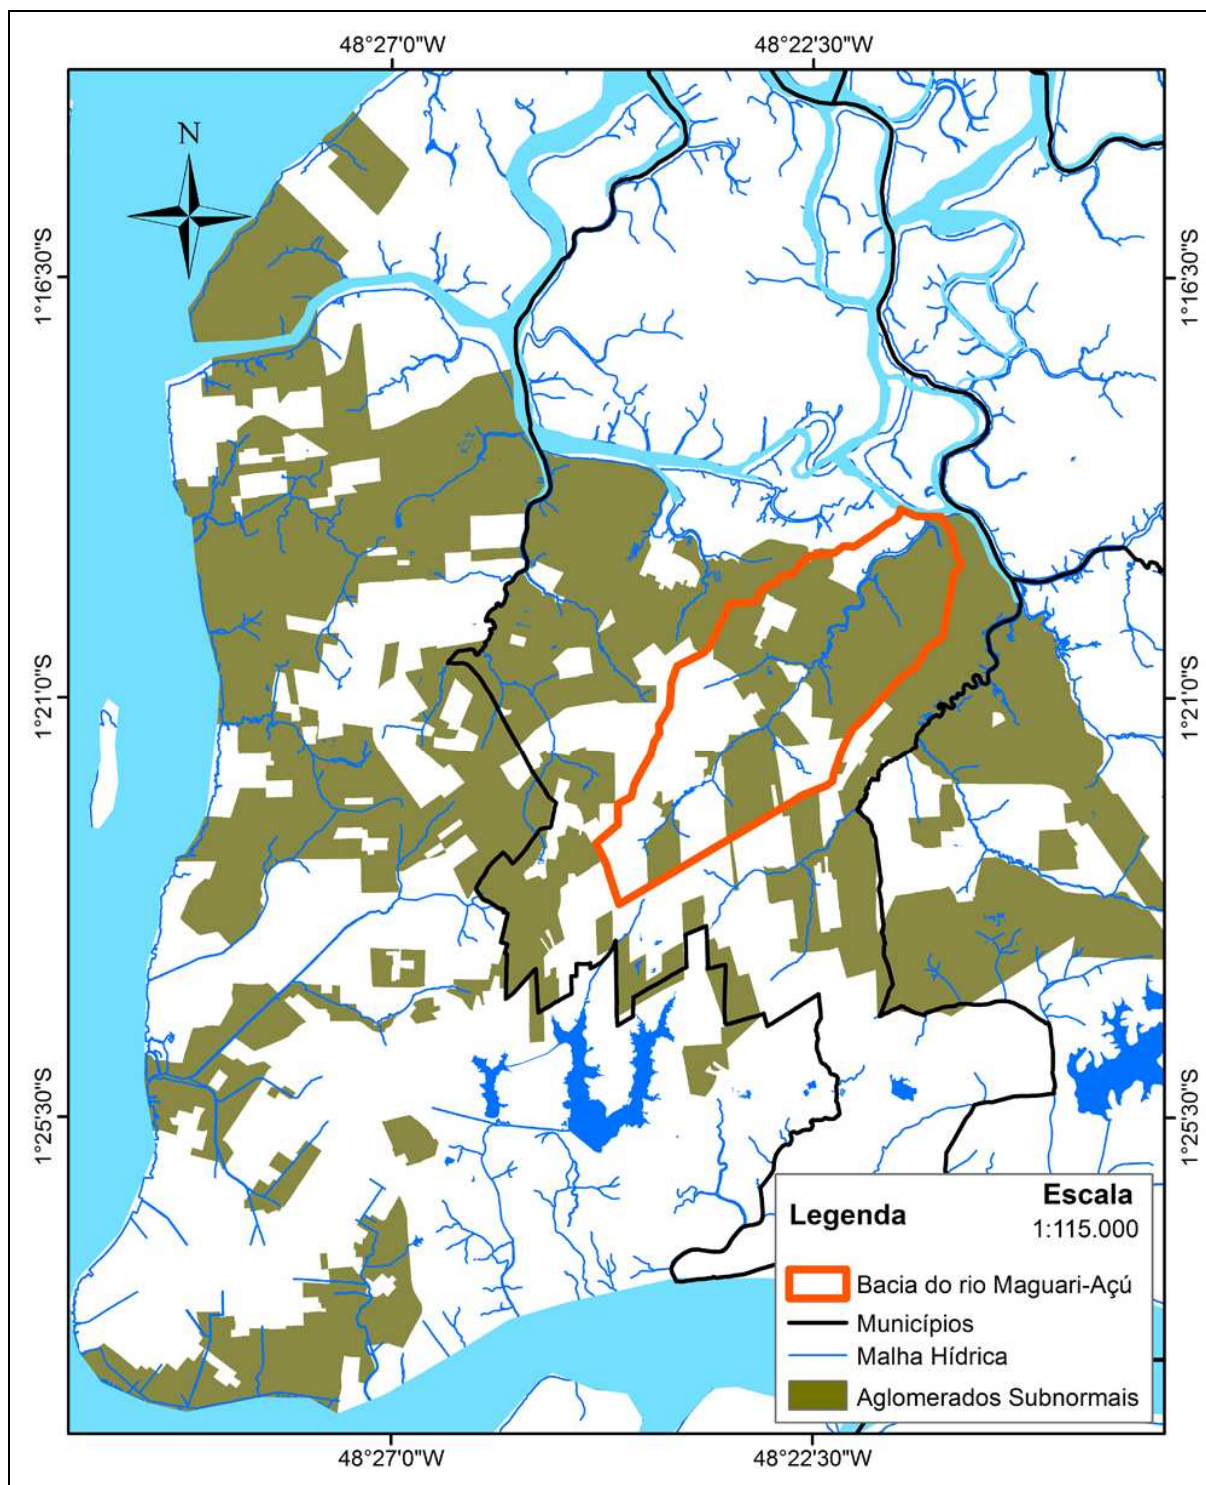 48°27'0"W 48°22'30"W
N
1°16'30"S 1°16'30"S
1°21'0"S 1°21'0"S
1°25'30"S 1°25'30"S
Legenda Escala
1:115.000
Bacia do rio Maguari-Açú
Municípios
Malha Hídrica
Aglomerados Subnormais
48°27'0"W 48°22'30"W